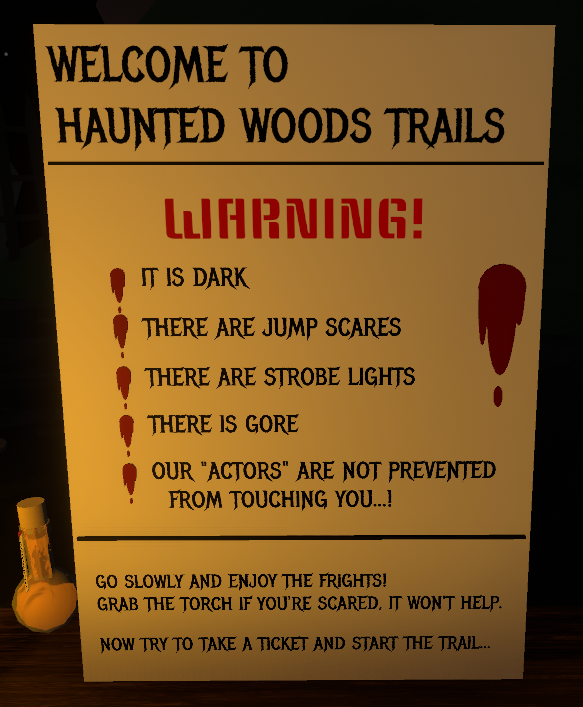 WELCOME TO
HAUNTED WOODS TRAILS
WARNING!
IT IS DARK
THERE ARE JUMP SCARES
THERE ARE STROBE LIGHTS
THERE IS GORE
OUR "ACTORS" ARE NOT PREVENTED
FROM TOUCHING YOU...!
GO SLOWLY AND ENJOY THE FRIGHTS!
GRAB THE TORCH IF YOU'RE SCARED, IT WON'T HELP.
NOW TRY TO TAKE A TICKET AND START THE TRAIL...